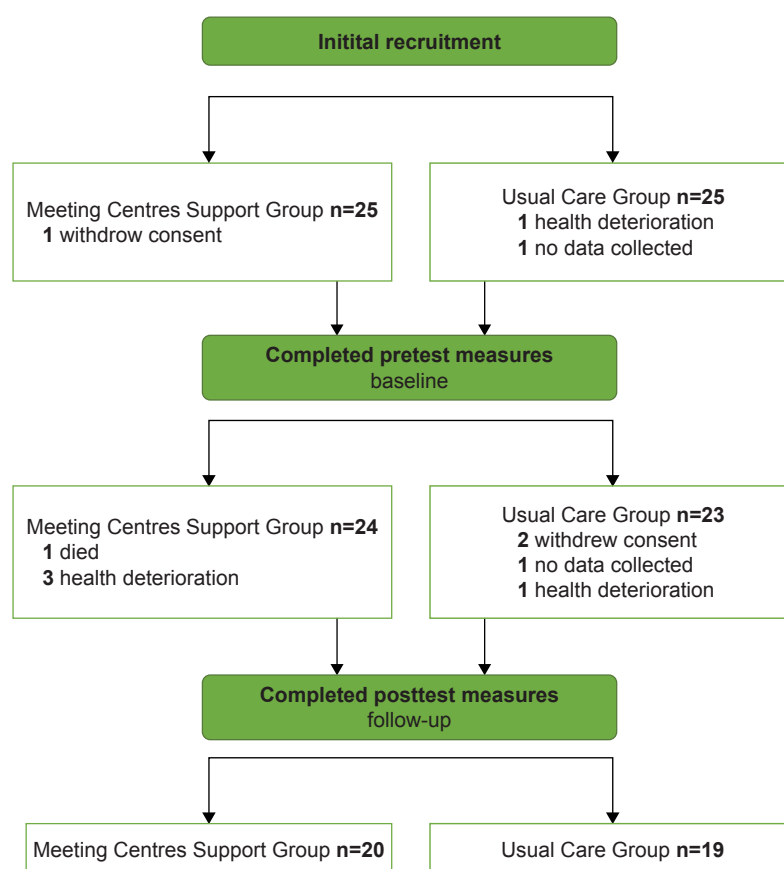 Initital recruitment
Meeting Centres Support Group n=25
1 withdrow consent
Usual Care Group n=25
1 health deterioration
1 no data collected
Completed pretest measures
baseline
Meeting Centres Support Group n=24
1 died
3 health deterioration
Usual Care Group n=23
2 withdrew consent
1 no data collected
1 health deterioration
Completed posttest measures
follow-up
Meeting Centres Support Group n=20
Usual Care Group n=19